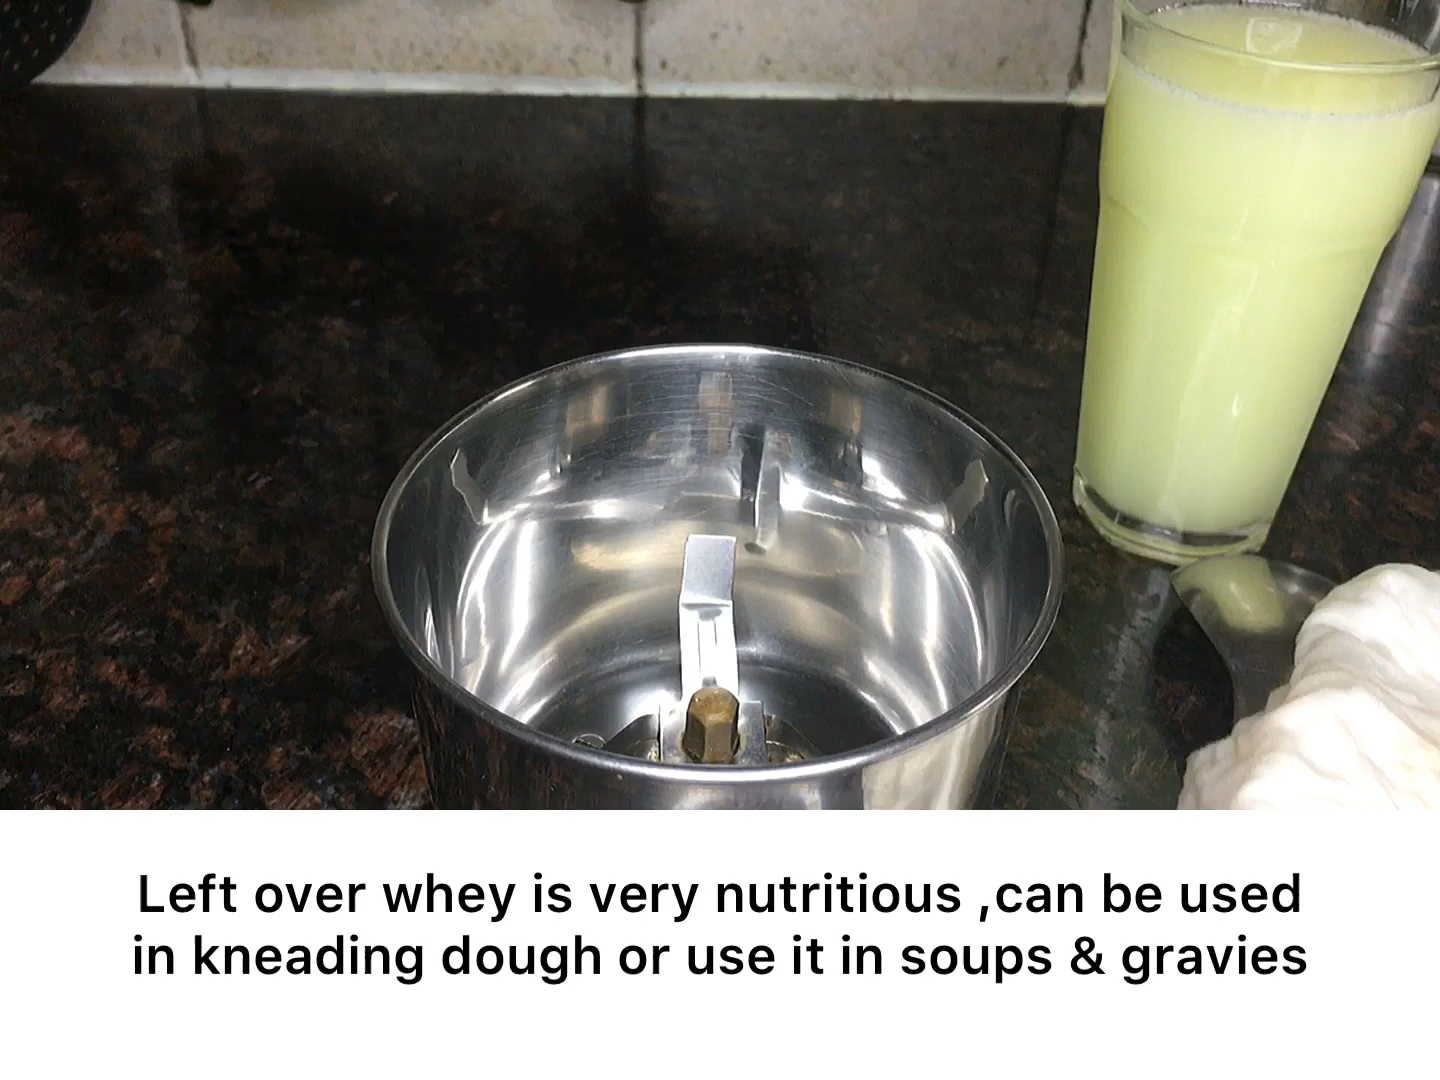 Left over whey is very nutritious ,can be used
in kneading dough or use it in soups & gravies